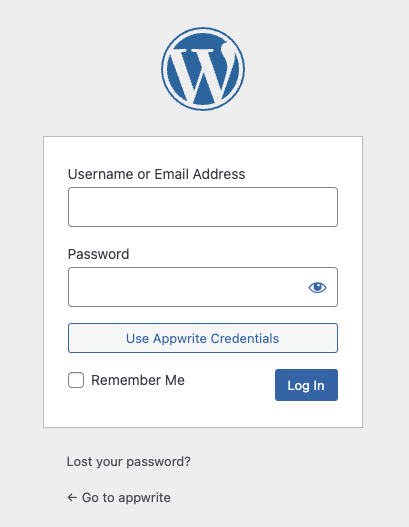 Username or Email Address
Password
Use Appwrite Credentials
Remember Me
Log In
Lost your password?
← Go to appwrite